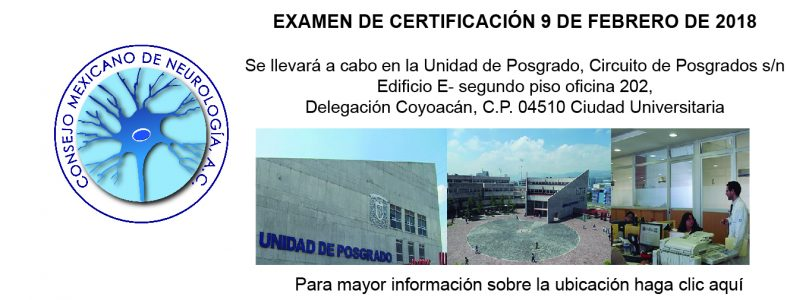 EXAMEN DE CERTIFICACIÓN 9 DE FEBRERO DE 2018
Se llevará a cabo en la Unidad de Posgrado, Circuito de Posgrados s/n
Edificio E- segundo piso oficina 202,
Delegación Coyoacán, C.P. 04510 Ciudad Universitaria
CONSEJO MEXICANO DE NEUROLOGÍA, A.C.
UNIDAD DE POSGRADO
Para mayor información sobre la ubicación haga clic aquí